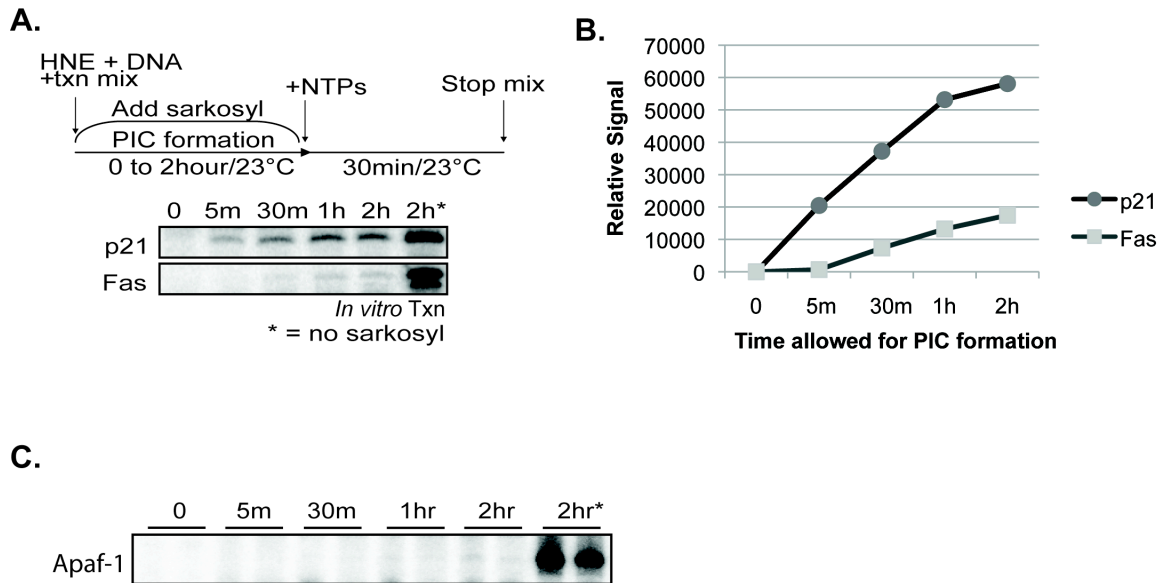 A.
HNE + DNA
+txn mix
+NTPs
Stop mix
Add sarkosyl
PIC formation
0 to 2hour/23°C
30min/23°C
0 5m 30m 1h 2h 2h*
p21
Fas
In vitro Txn
* = no sarkosyl
B.
70000
60000
50000
40000
30000
20000
10000
0
Relative Signal
0 5m 30m 1h 2h
Time allowed for PIC formation
p21
Fas
C.
0 5m 30m 1hr 2hr 2hr*
Apaf-1